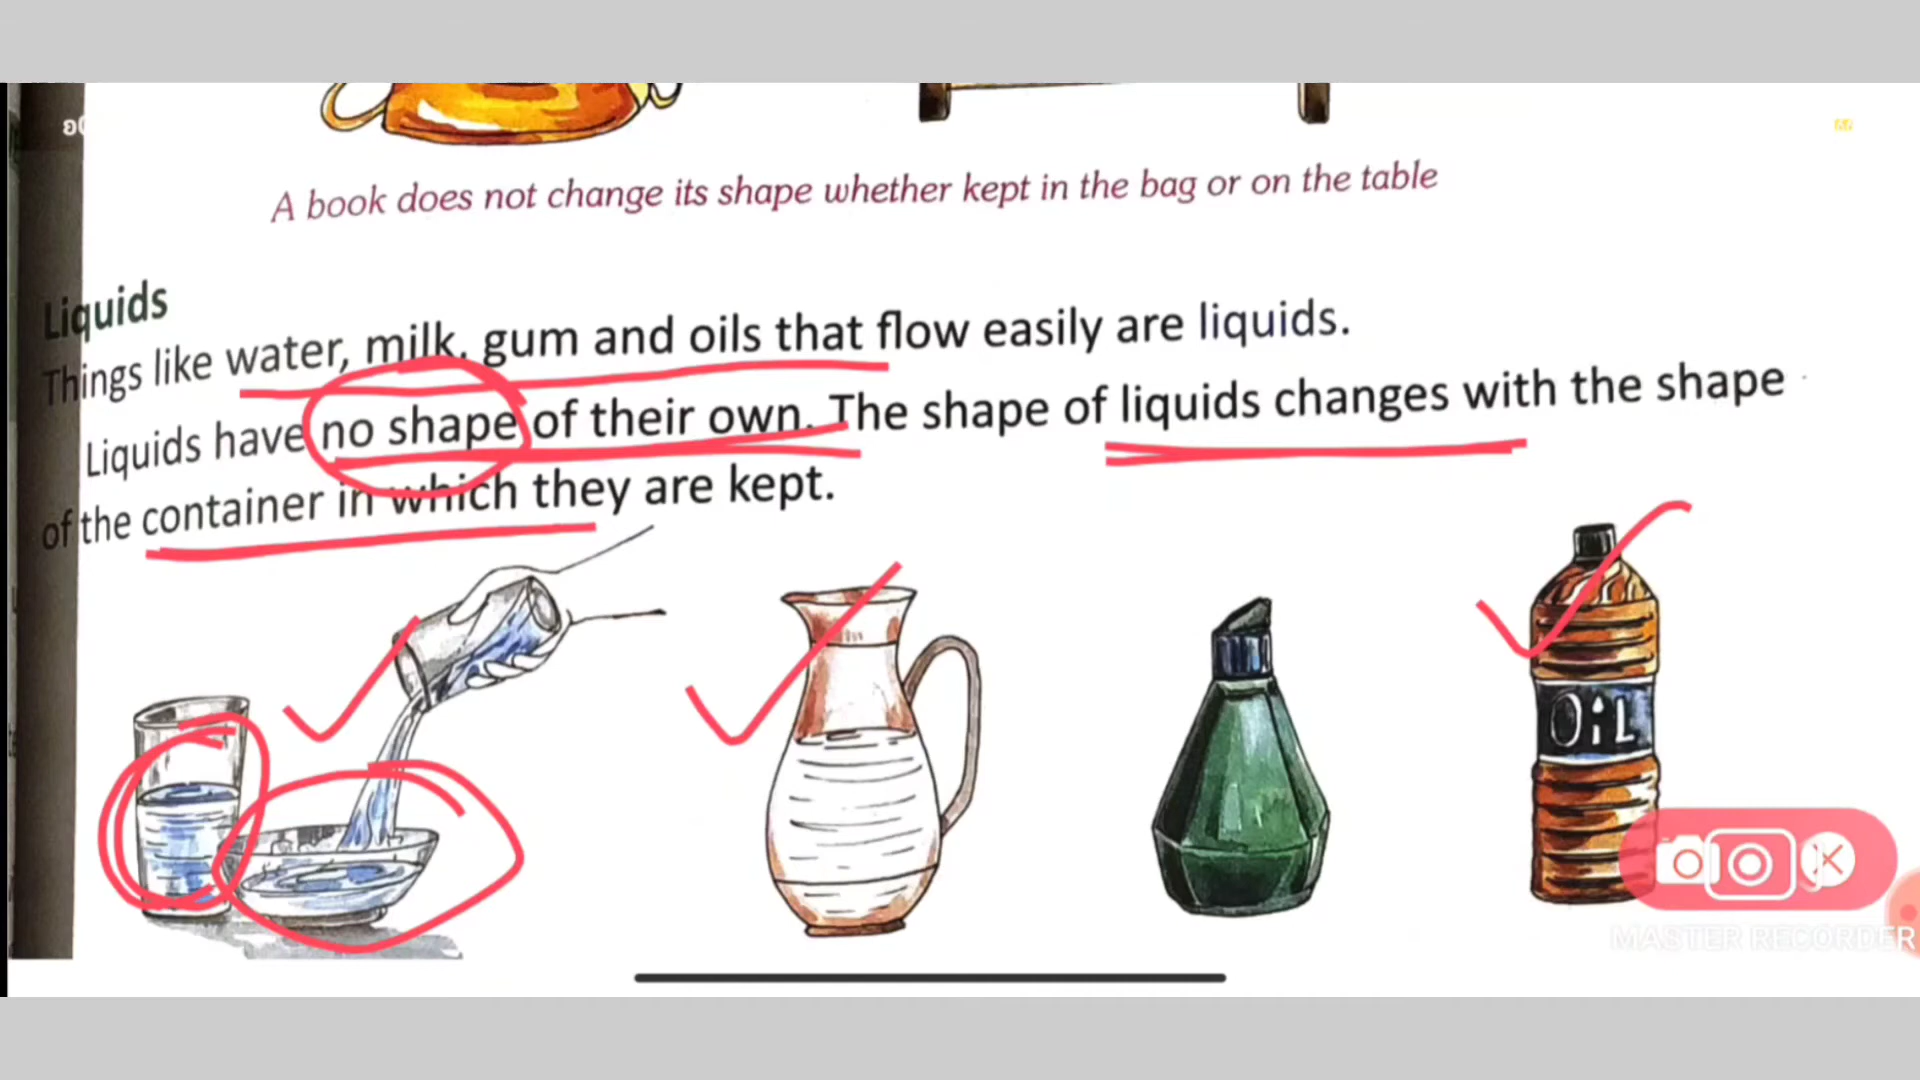 A book does not change its shape whether kept in the bag or on the table
Liquids
Things like water, milk, gum and oils that flow easily are liquids.
Liquids have no shape of their own. The shape of liquids changes with the shape
of the container in which they are kept.
OiL
MASTER RECORDER